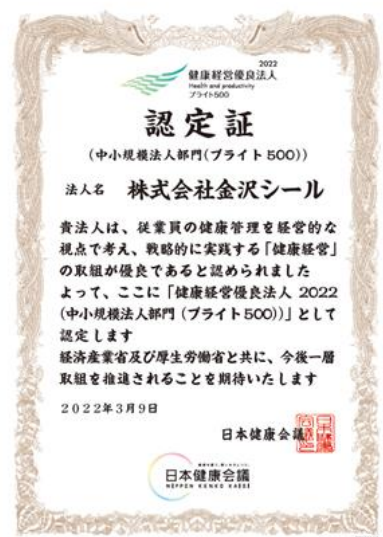 2022
健康経営優良法人
Health and productivity
ブライト500
認定証
(中小規模法人部門(ブライト500))
法人名 株式会社金沢シール
貴法人は、従業員の健康管理を経営的な
視点で考え、戦略的に実践する「健康経営」
の取組が優良であると認められました
よって、ここに「健康経営優良法人 2022
(中小規模法人部門 (ブライト500))」として
認定します
経済産業省及び厚生労働省と共に、今後一層
取組を推進されることを期待いたします
2022年3月9日
日本健康会議
日本健康会議
NIPPON KENKO KAIGI